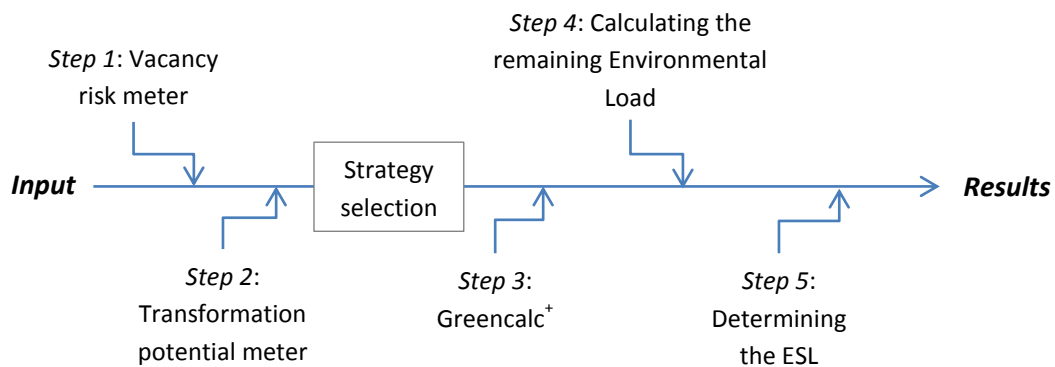 Step 1: Vacancy
risk meter
Step 4: Calculating the
remaining Environmental
Load
Input
Strategy
selection
Results
Step 2:
Transformation
potential meter
Step 3:
Greencalc⁺
Step 5:
Determining
the ESL